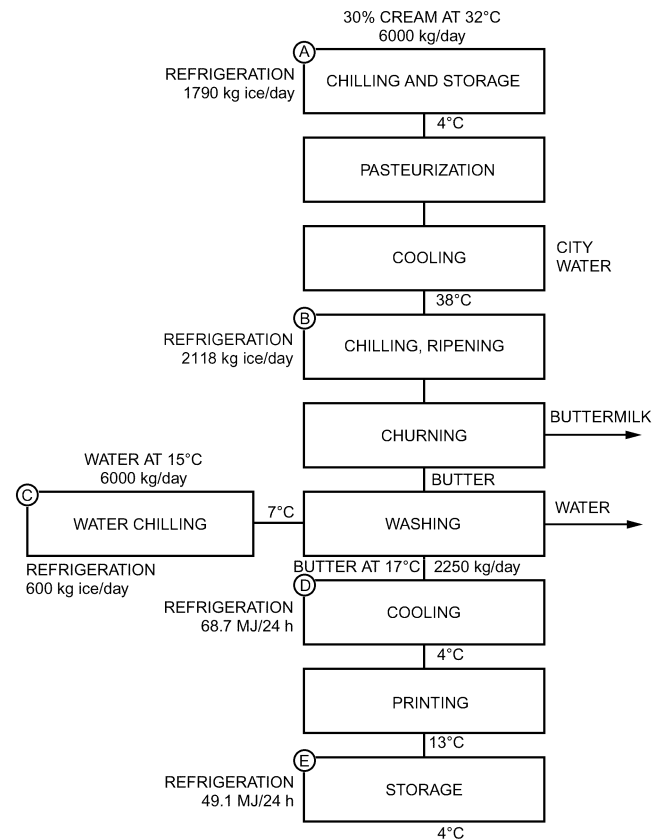 30% CREAM AT 32°C
6000 kg/day
A
REFRIGERATION
1790 kg ice/day
CHILLING AND STORAGE
4°C
PASTEURIZATION
COOLING
CITY
WATER
38°C
B
REFRIGERATION
2118 kg ice/day
CHILLING, RIPENING
CHURNING
BUTTERMILK
BUTTER
WATER AT 15°C
6000 kg/day
C
WATER CHILLING
7°C
WASHING
WATER
REFRIGERATION
600 kg ice/day
BUTTER AT 17°C 2250 kg/day
D
REFRIGERATION
68.7 MJ/24 h
COOLING
4°C
PRINTING
13°C
E
REFRIGERATION
49.1 MJ/24 h
STORAGE
4°C